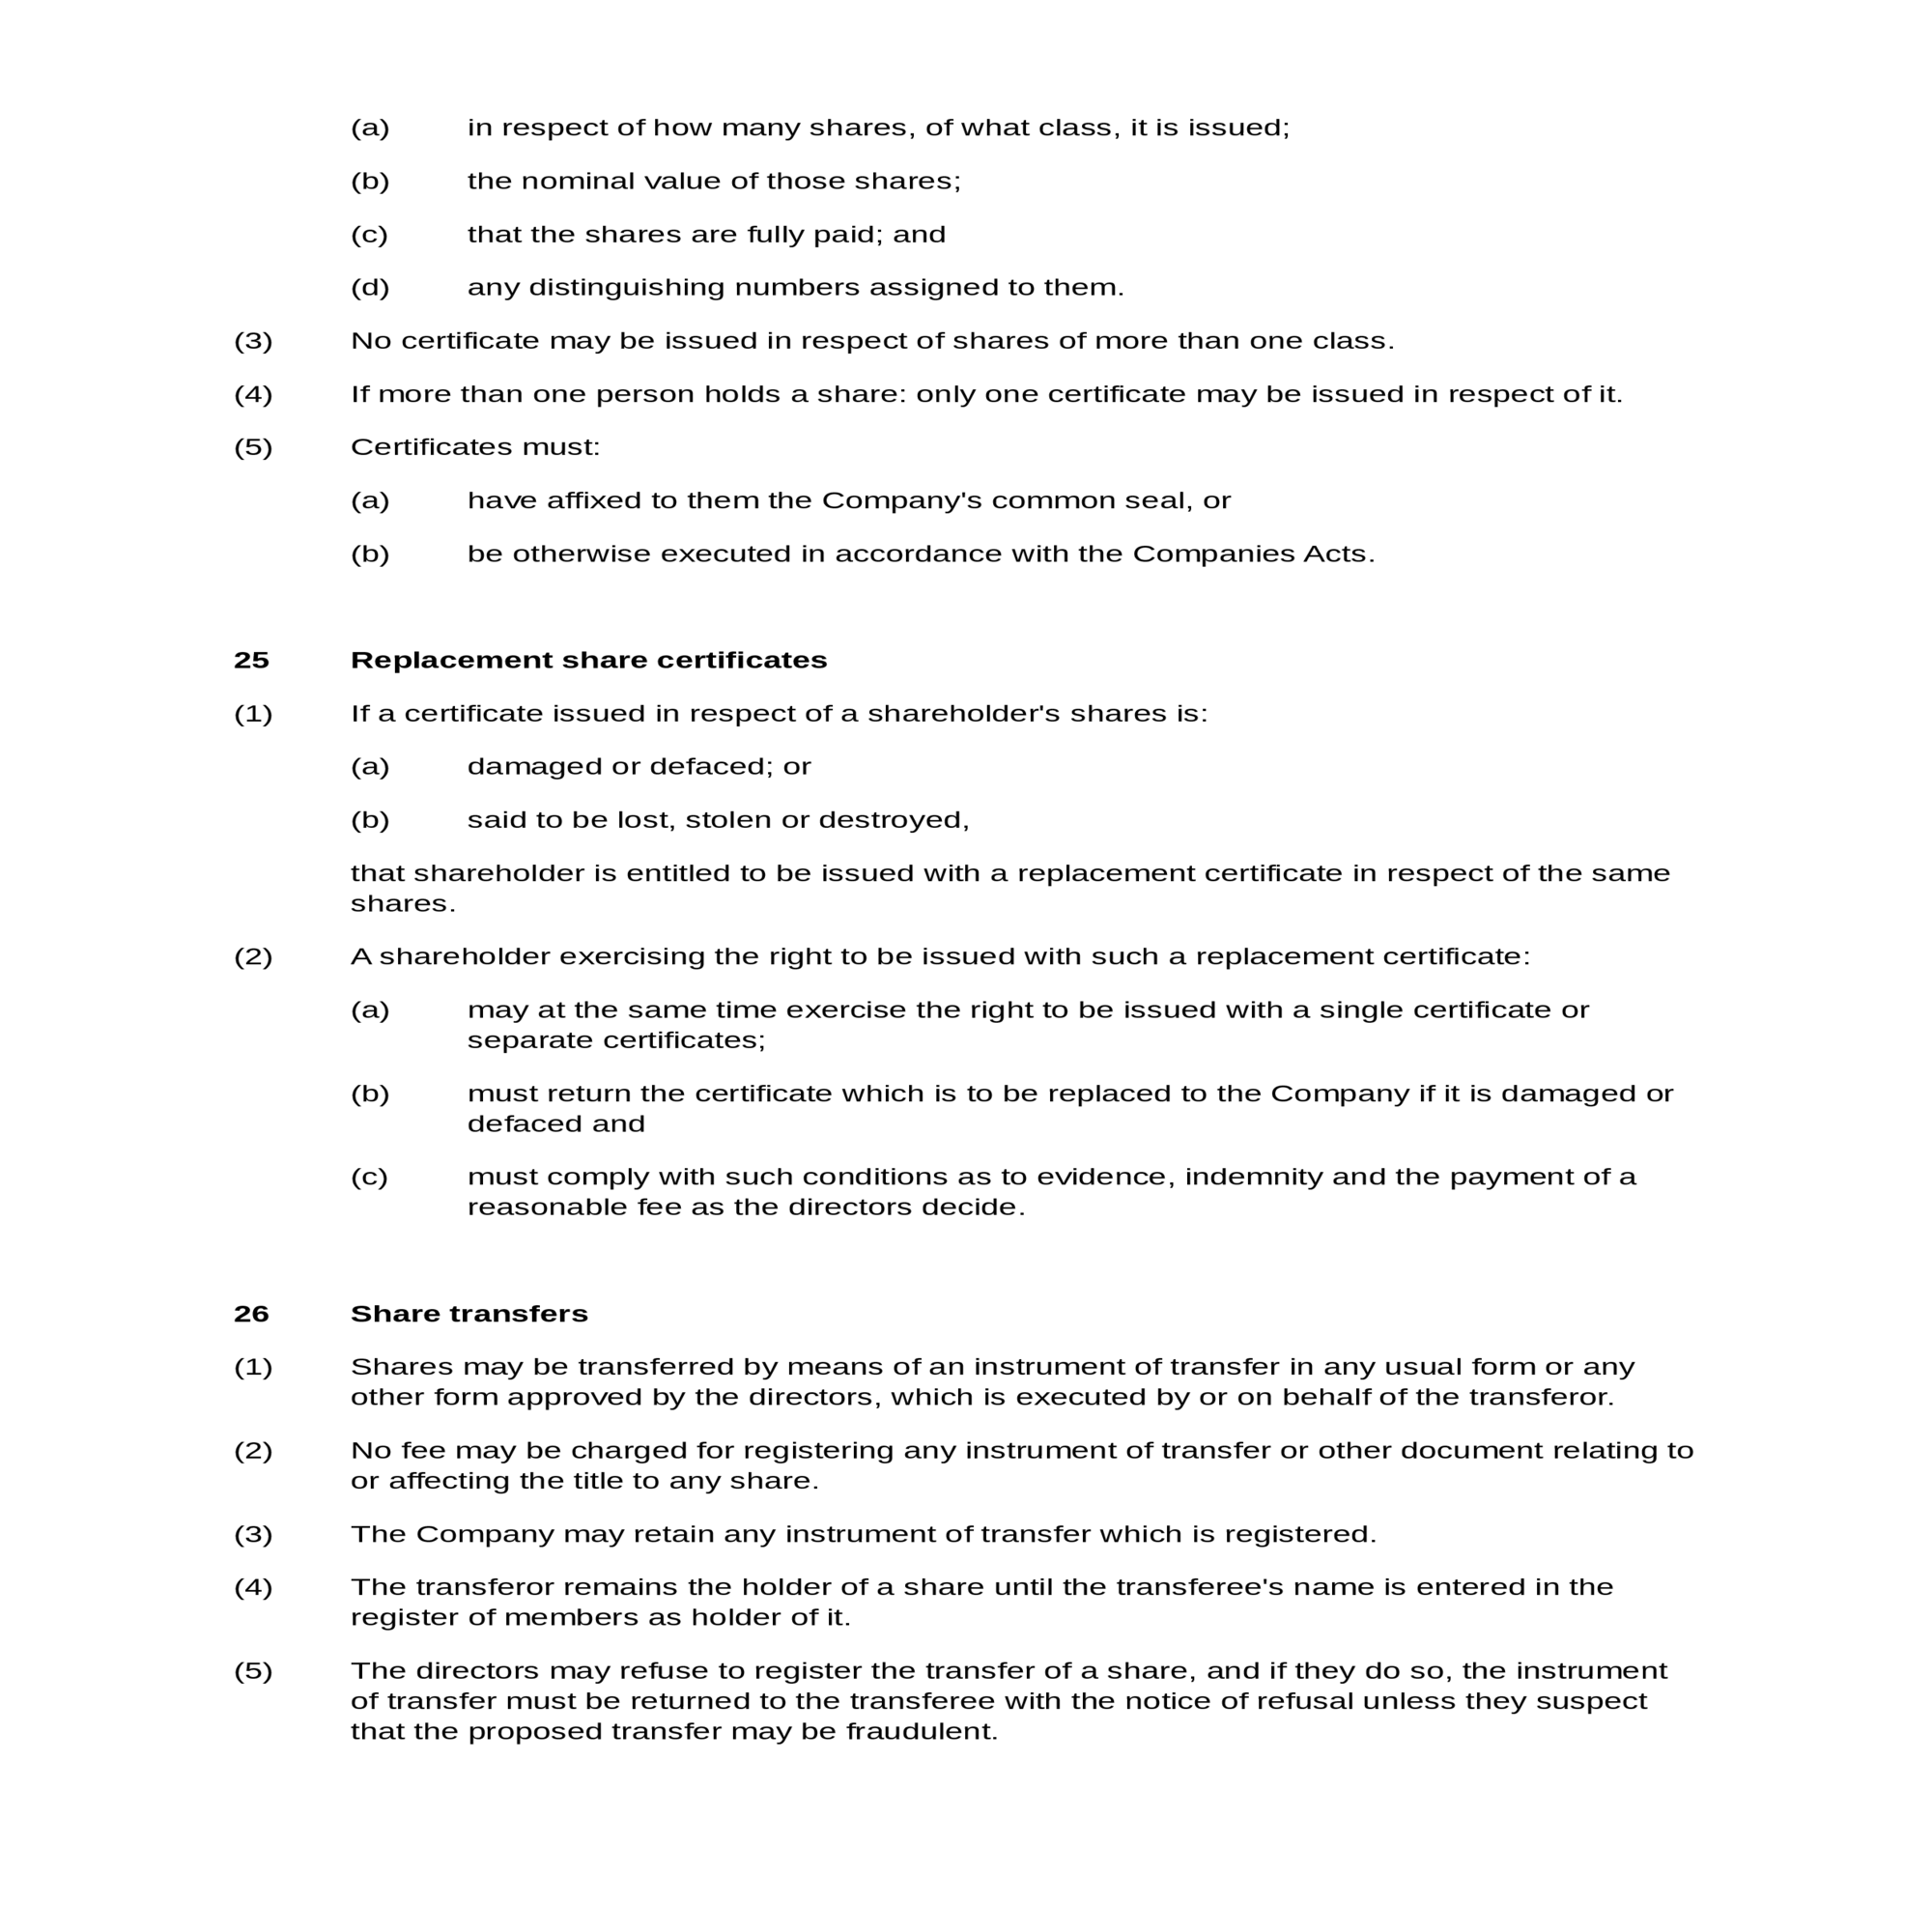 (a) in respect of how many shares, of what class, it is issued;
(b) the nominal value of those shares;
(c) that the shares are fully paid; and
(d) any distinguishing numbers assigned to them.
(3) No certificate may be issued in respect of shares of more than one class.
(4) If more than one person holds a share: only one certificate may be issued in respect of it.
(5) Certificates must:
(a) have affixed to them the Company's common seal, or
(b) be otherwise executed in accordance with the Companies Acts.
25 Replacement share certificates
(1) If a certificate issued in respect of a shareholder's shares is:
(a) damaged or defaced; or
(b) said to be lost, stolen or destroyed,
that shareholder is entitled to be issued with a replacement certificate in respect of the same
shares.
(2) A shareholder exercising the right to be issued with such a replacement certificate:
(a) may at the same time exercise the right to be issued with a single certificate or
separate certificates;
(b) must return the certificate which is to be replaced to the Company if it is damaged or
defaced and
(c) must comply with such conditions as to evidence, indemnity and the payment of a
reasonable fee as the directors decide.
26 Share transfers
(1) Shares may be transferred by means of an instrument of transfer in any usual form or any
other form approved by the directors, which is executed by or on behalf of the transferor.
(2) No fee may be charged for registering any instrument of transfer or other document relating to
or affecting the title to any share.
(3) The Company may retain any instrument of transfer which is registered.
(4) The transferor remains the holder of a share until the transferee's name is entered in the
register of members as holder of it.
(5) The directors may refuse to register the transfer of a share, and if they do so, the instrument
of transfer must be returned to the transferee with the notice of refusal unless they suspect
that the proposed transfer may be fraudulent.